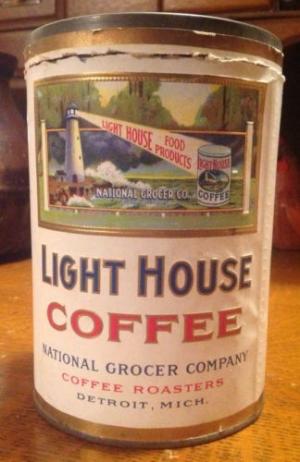 LIGHT HOUSE FOOD PRODUCTS
LIGHT HOUSE
COFFEE
NATIONAL GROCER CO.
LIGHT HOUSE
COFFEE
NATIONAL GROCER COMPANY
COFFEE ROASTERS
DETROIT, MICH.